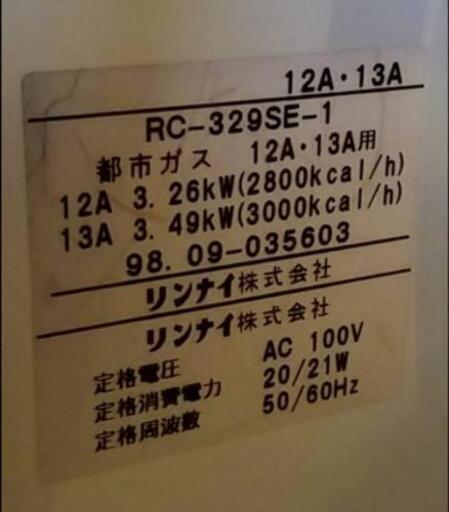 12A・13A
RC-329SE-1
都市ガス 12A・13A用
12A 3.26kW(2800kcal/h)
13A 3.49kW(3000kcal/h)
98.09-035603
リンナイ株式会社
リンナイ株式会社
定格電圧 AC 100V
定格消費電力 20/21W
定格周波数 50/60Hz